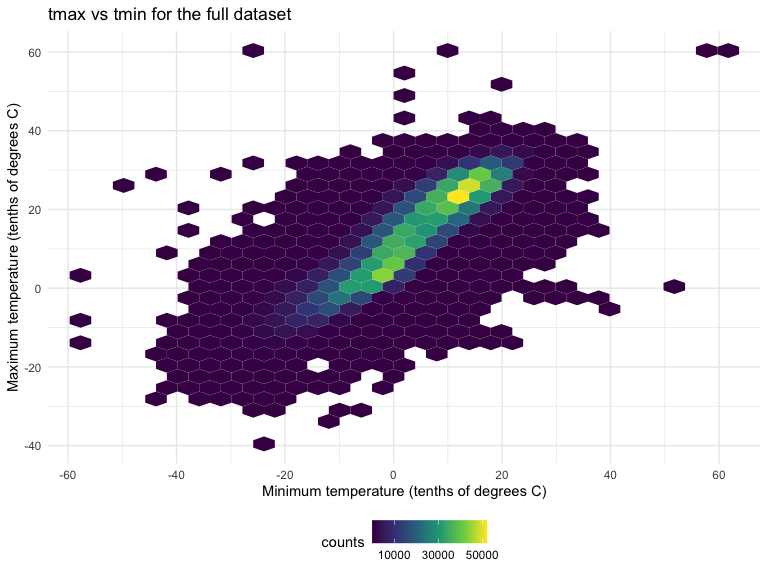 tmax vs tmin for the full dataset
Maximum temperature (tenths of degrees C)
60
40
20
0
-20
-40
-60 -40 -20 0 20 40 60
Minimum temperature (tenths of degrees C)
counts
10000 30000 50000